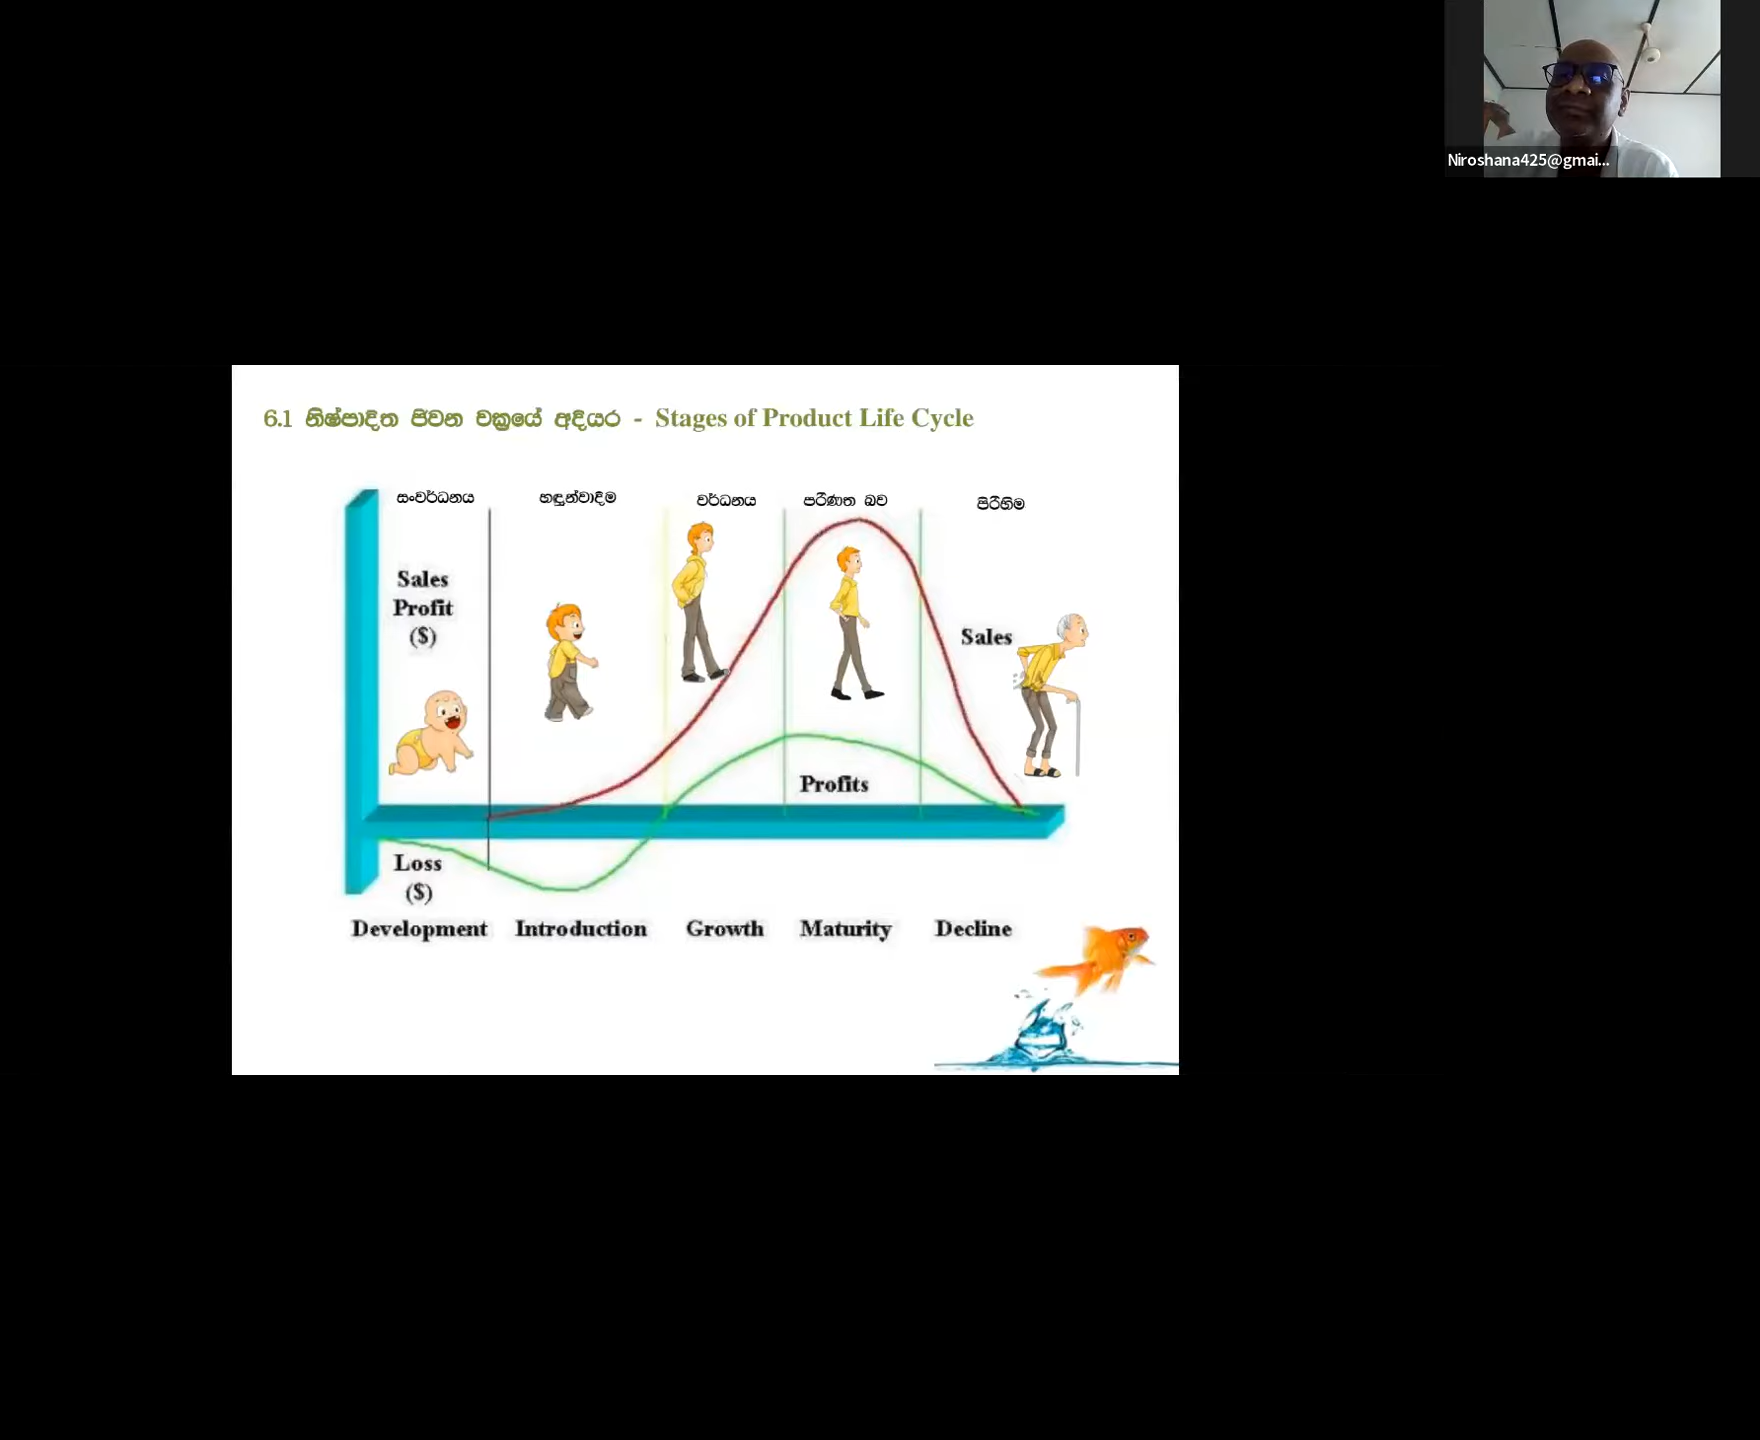 Niroshana425@gmai...
6.1 නිෂ්පාදිත ජීවන චක්‍රයේ අදියර - Stages of Product Life Cycle
සංවර්ධනය
හඳුන්වාදීම
වර්ධනය
පරිණත බව
පිරිහීම
Sales
Profit
($)
Sales
Profits
Loss
($)
Development
Introduction
Growth
Maturity
Decline